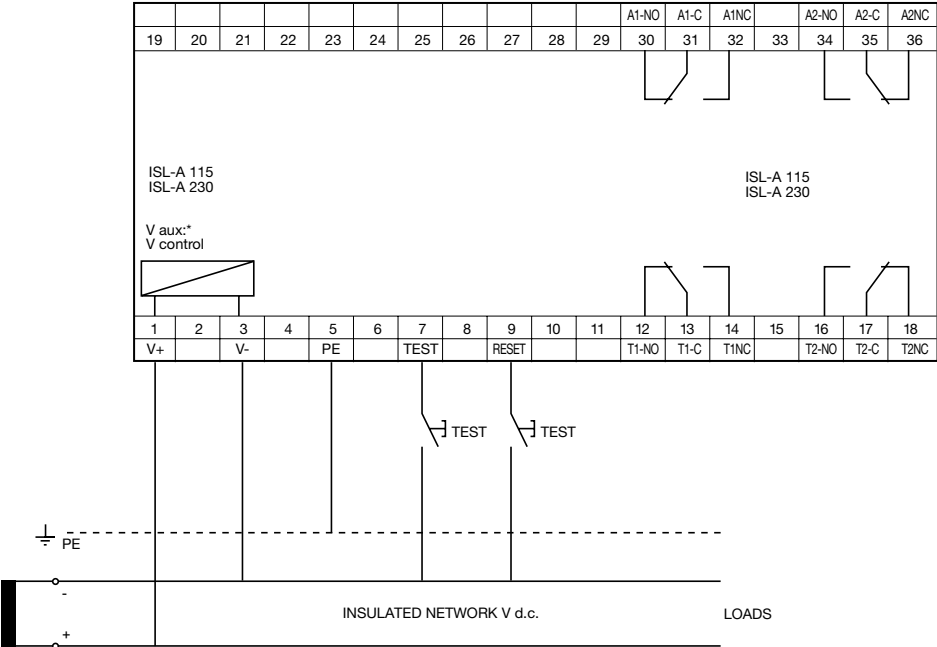 A1-NO A1-C A1NC A2-NO A2-C A2NC
19 20 21 22 23 24 25 26 27 28 29 30 31 32 33 34 35 36
ISL-A 115
ISL-A 230
ISL-A 115
ISL-A 230
V aux:*
V control
1 2 3 4 5 6 7 8 9 10 11 12 13 14 15 16 17 18
V+ V- PE TEST RESET T1-NO T1-C T1NC T2-NO T2-C T2NC
TEST TEST
PE
-
INSULATED NETWORK V d.c. LOADS
+